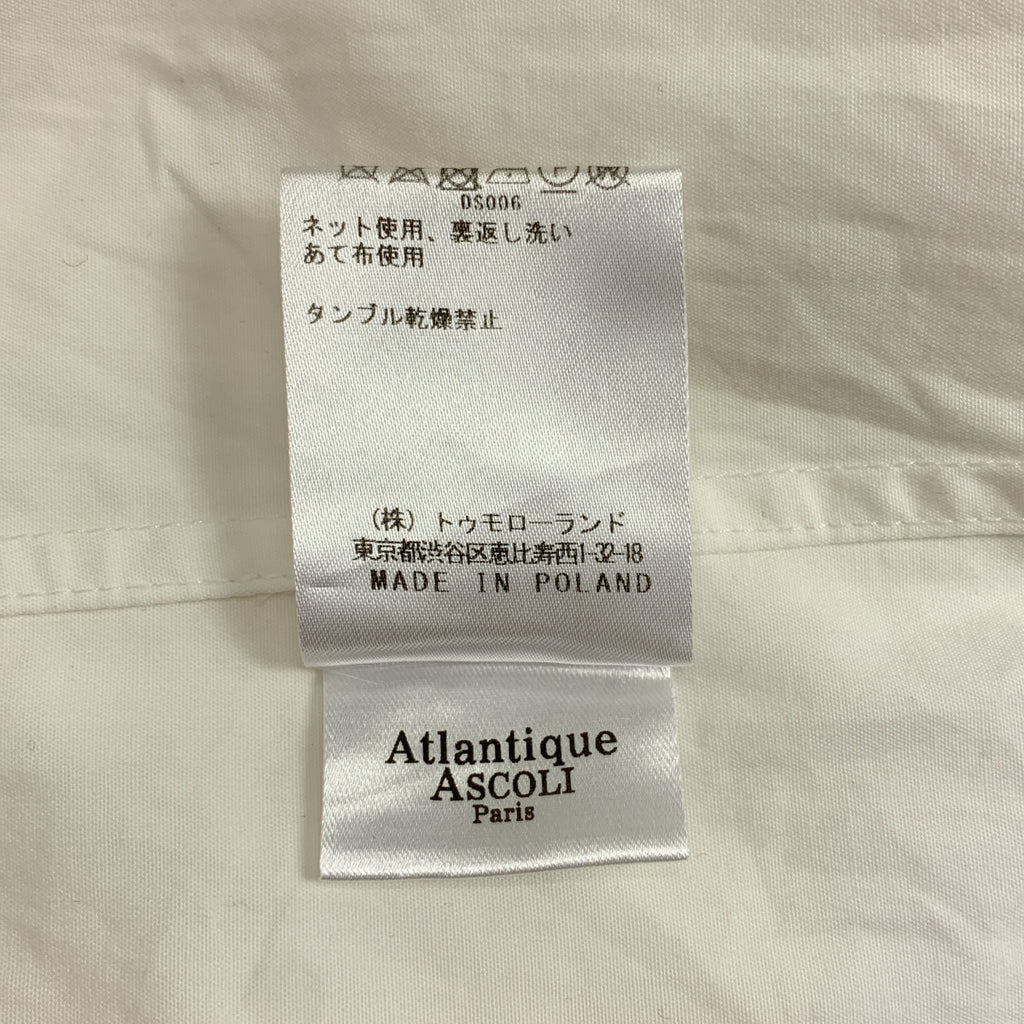 DS006
ネット使用、裏返し洗い
あて布使用
タンブル乾燥禁止
(株)トゥモローランド
東京都渋谷区恵比寿西1-32-18
MADE IN POLAND
Atlantique
ASCOLI
Paris